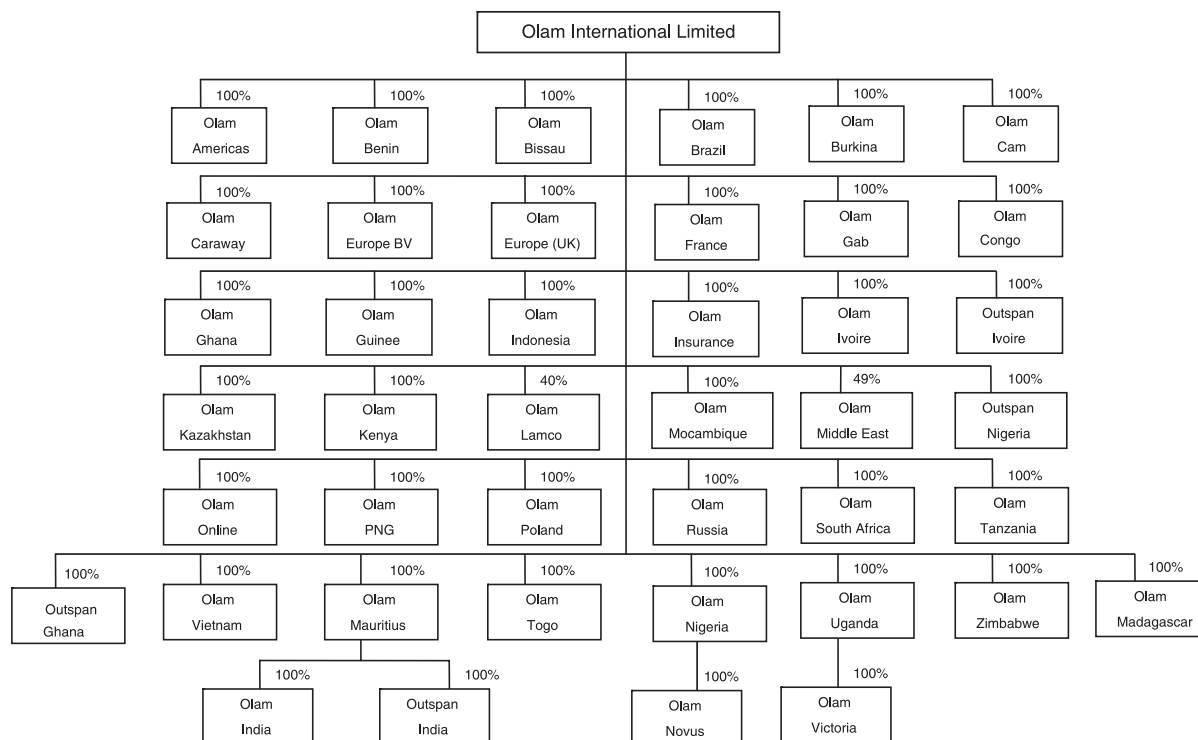 Olam International Limited
100% 100% 100% 100% 100% 100%
Olam Olam Olam Olam Olam Olam
Americas Benin Bissau Brazil Burkina Cam
100% 100% 100% 100% 100% 100%
Olam Olam Olam Olam Olam Olam
Caraway Europe BV Europe (UK) France Gab Congo
100% 100% 100% 100% 100% 100%
Olam Olam Olam Olam Olam Outspan
Ghana Guinee Indonesia Insurance Ivoire Ivoire
100% 100% 40% 100% 49% 100%
Olam Olam Olam Olam Olam Outspan
Kazakhstan Kenya Lamco Mocambique Middle East Nigeria
100% 100% 100% 100% 100% 100%
Olam Olam Olam Olam Olam Olam
Online PNG Poland Russia South Africa Tanzania
100% 100% 100% 100% 100% 100% 100% 100%
Outspan Olam Olam Olam Olam Olam Olam Olam
Ghana Vietnam Mauritius Togo Nigeria Uganda Zimbabwe Madagascar
100% 100% 100% 100%
Olam Outspan Olam Olam
India India Novus Victoria